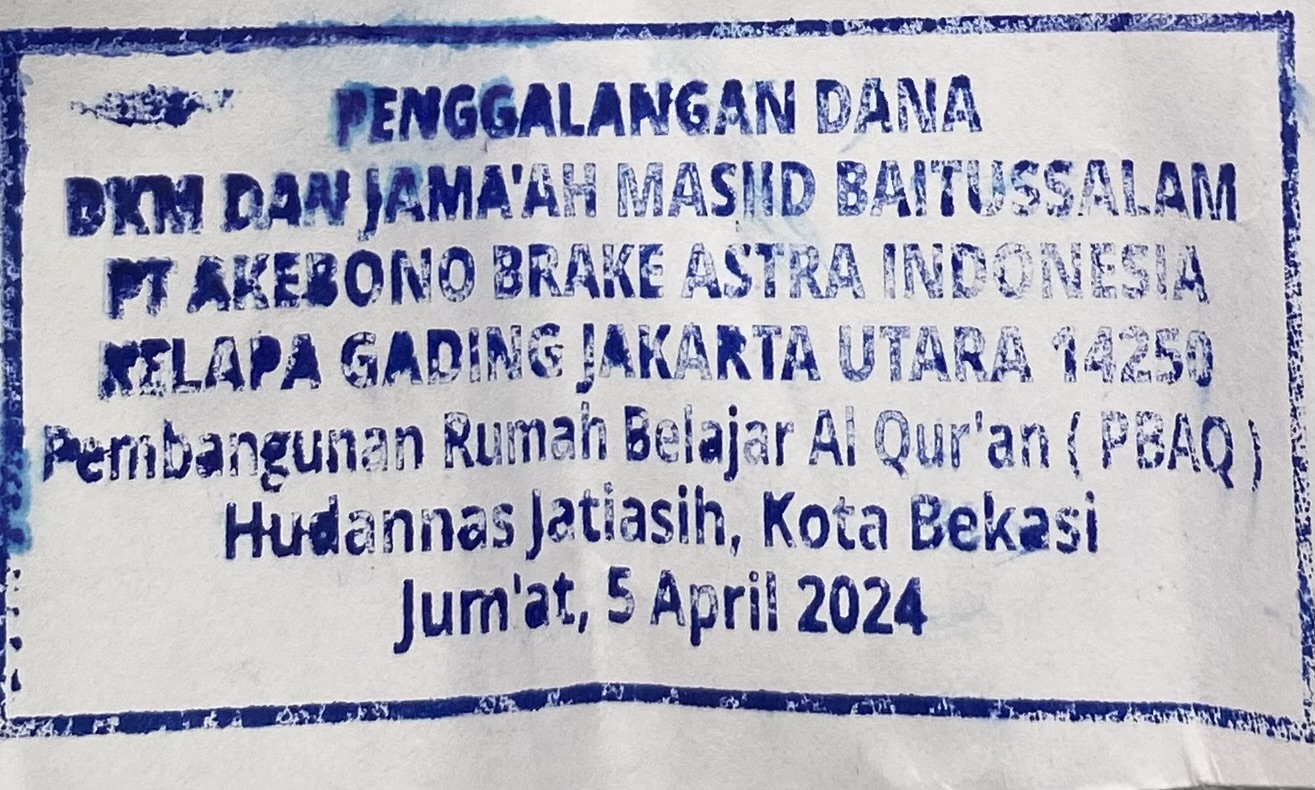 PENGGALANGAN DANA
DKM DAN JAMA'AH MASJID BAITUSSALAM
PT AKEBONO BRAKE ASTRA INDONESIA
KELAPA GADING JAKARTA UTARA 14250
Pembangunan Rumah Belajar Al Qur'an ( PBAQ )
Hudannas Jatiasih, Kota Bekasi
Jum'at, 5 April 2024